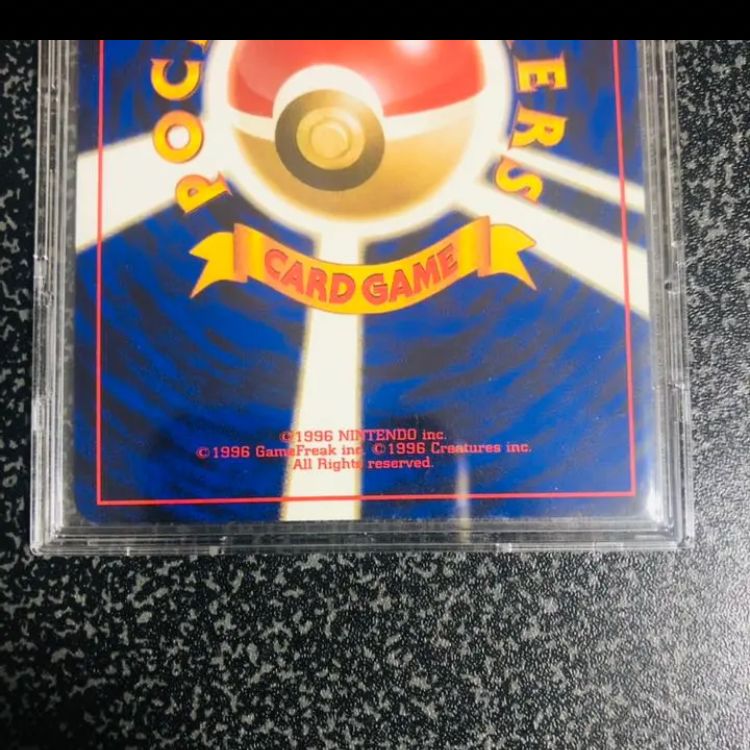 POC
ERS
CARD GAME
©1996 NINTENDO inc.
©1996 GameFreak inc. ©1996 Creatures inc.
All Rights reserved.